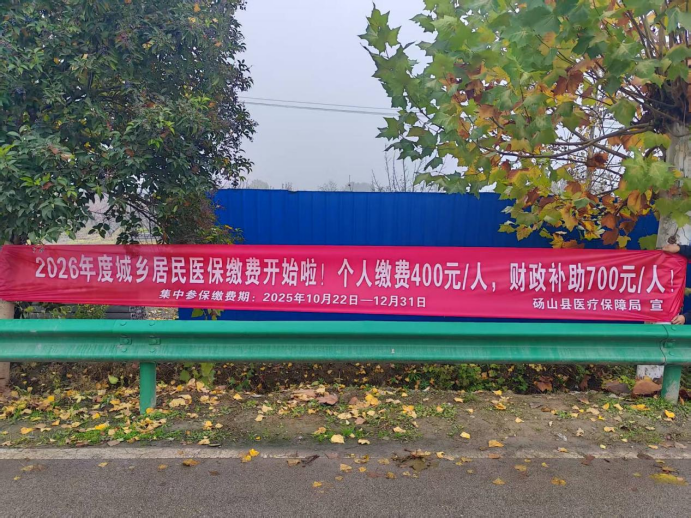 2026年度城乡居民医保缴费开始啦！个人缴费400元/人，财政补助700元/人！
集中参保缴费期：2025年10月22日—12月31日 砀山县医疗保障局 宣